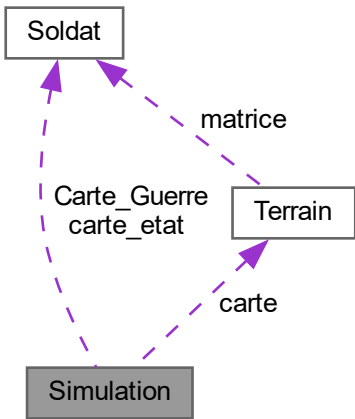 Soldat
matrice
Carte_Guerre
carte_etat
Terrain
carte
Simulation